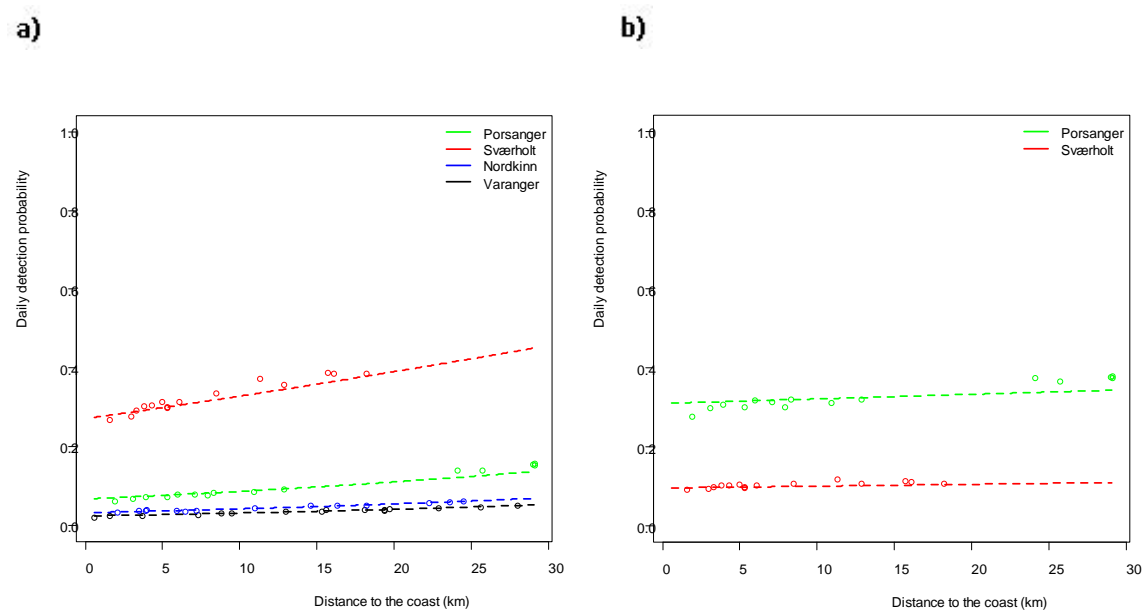 a)
Porsanger
Sværholt
Nordkinn
Varanger
Daily detection probability
1.0
0.8
0.6
0.4
0.2
0.0
0 5 10 15 20 25 30
Distance to the coast (km)
b)
Porsanger
Sværholt
Daily detection probability
1.0
0.8
0.6
0.4
0.2
0.0
0 5 10 15 20 25 30
Distance to the coast (km)